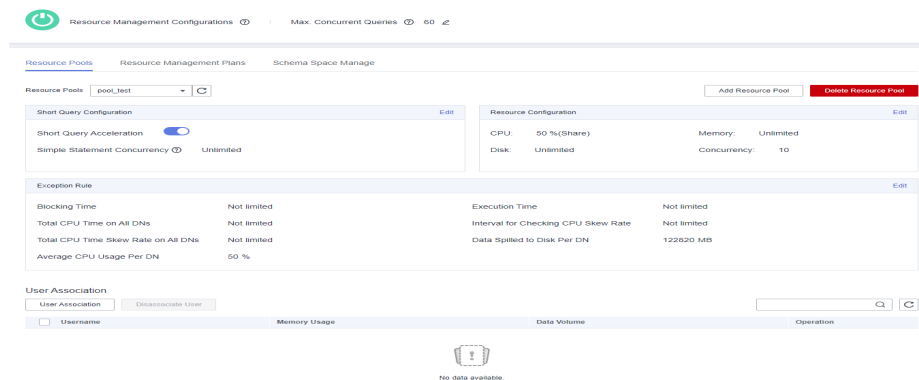 Resource Management Configurations Max. Concurrent Queries 60
Resource Pools Resource Management Plans Schema Space Manage
Resource Pools pool_test Add Resource Pool Delete Resource Pool
Short Query Configuration Edit Resource Configuration Edit
Short Query Acceleration CPU: 50 %(Share) Memory: Unlimited
Simple Statement Concurrency Unlimited Disk: Unlimited Concurrency: 10
Exception Rule Edit
Blocking Time Not limited Execution Time Not limited
Total CPU Time on All DNs Not limited Interval for Checking CPU Skew Rate Not limited
Total CPU Time Skew Rate on All DNs Not limited Data Spilled to Disk Per DN 122820 MB
Average CPU Usage Per DN 50 %
User Association
User Association Disassociate User
Username Memory Usage Data Volume Operation
No data available.